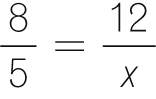 8/5 = 12/x